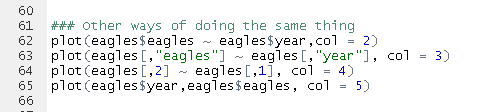 60
61 ### Other ways of doing the same thing
62 plot(eagles$eagles ~ eagles$year,col = 2)
63 plot(eagles[,"eagles"] ~ eagles[,"year"], col = 3)
64 plot(eagles[,2] ~ eagles[,1], col = 4)
65 plot(eagles$year,eagles$eagles, col = 5)
66